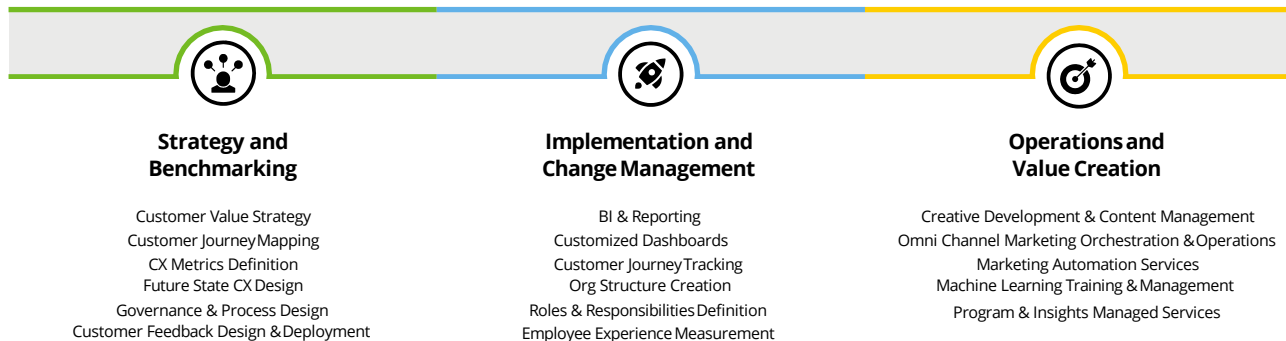 Strategy and
Benchmarking
Customer Value Strategy
Customer Journey Mapping
CX Metrics Definition
Future State CX Design
Governance & Process Design
Customer Feedback Design & Deployment
Implementation and
Change Management
BI & Reporting
Customized Dashboards
Customer Journey Tracking
Org Structure Creation
Roles & Responsibilities Definition
Employee Experience Measurement
Operations and
Value Creation
Creative Development & Content Management
Omni Channel Marketing Orchestration & Operations
Marketing Automation Services
Machine Learning Training & Management
Program & Insights Managed Services